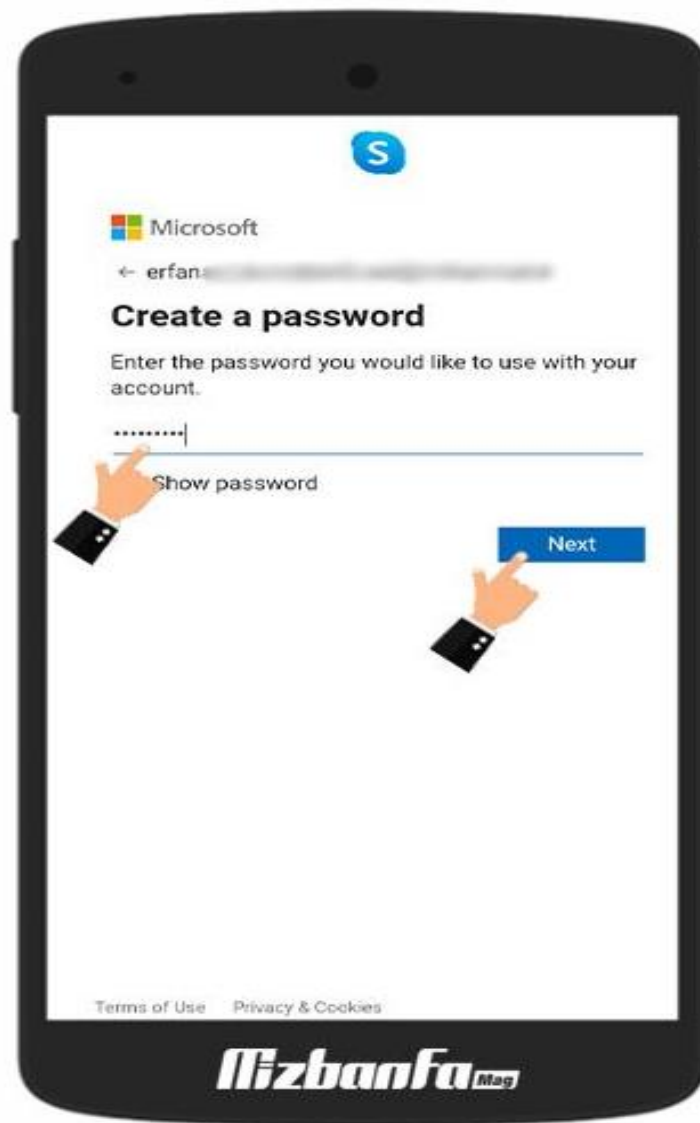 S
Microsoft
← erfan
Create a password
Enter the password you would like to use with your
account.
•••••••••
Show password
Next
Terms of Use Privacy & Cookies
MizbanFa Mag